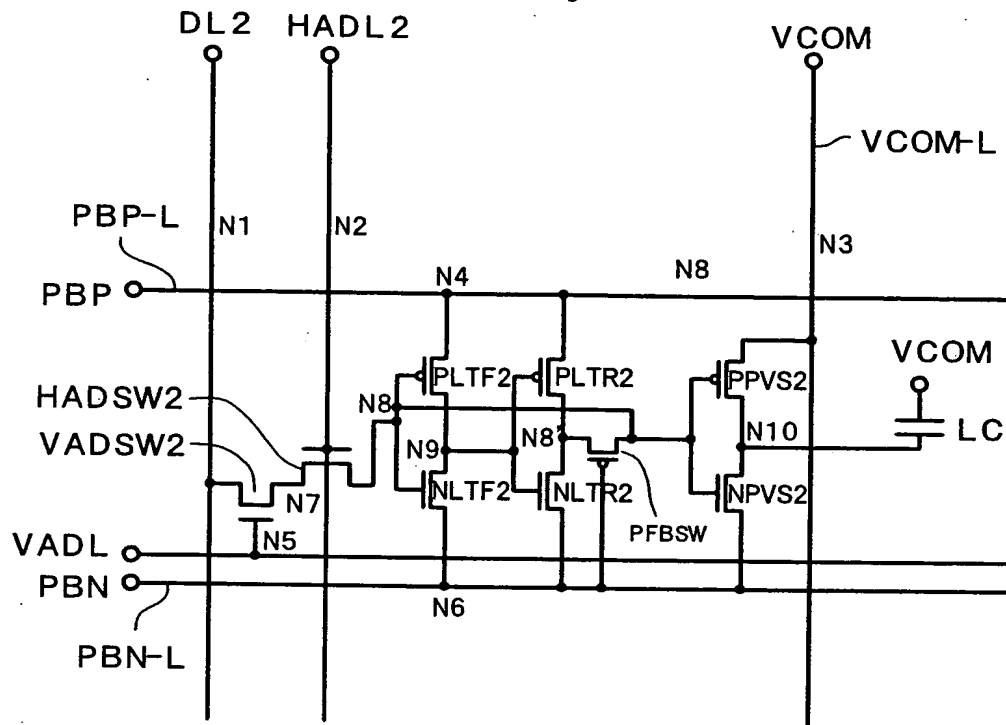 DL2
HADL2
VCOM
VCOM-L
PBP-L
N1
N2
N3
N4
N8
PBP
VCOM
PLTF2
PLTR2
PPVS2
HADSW2
N8
LC
VADSW2
N9
N8'
N10
N7
NLTF2
NLTR2
NPVS2
PFBSW
N5
VADL
PBN
N6
PBN-L